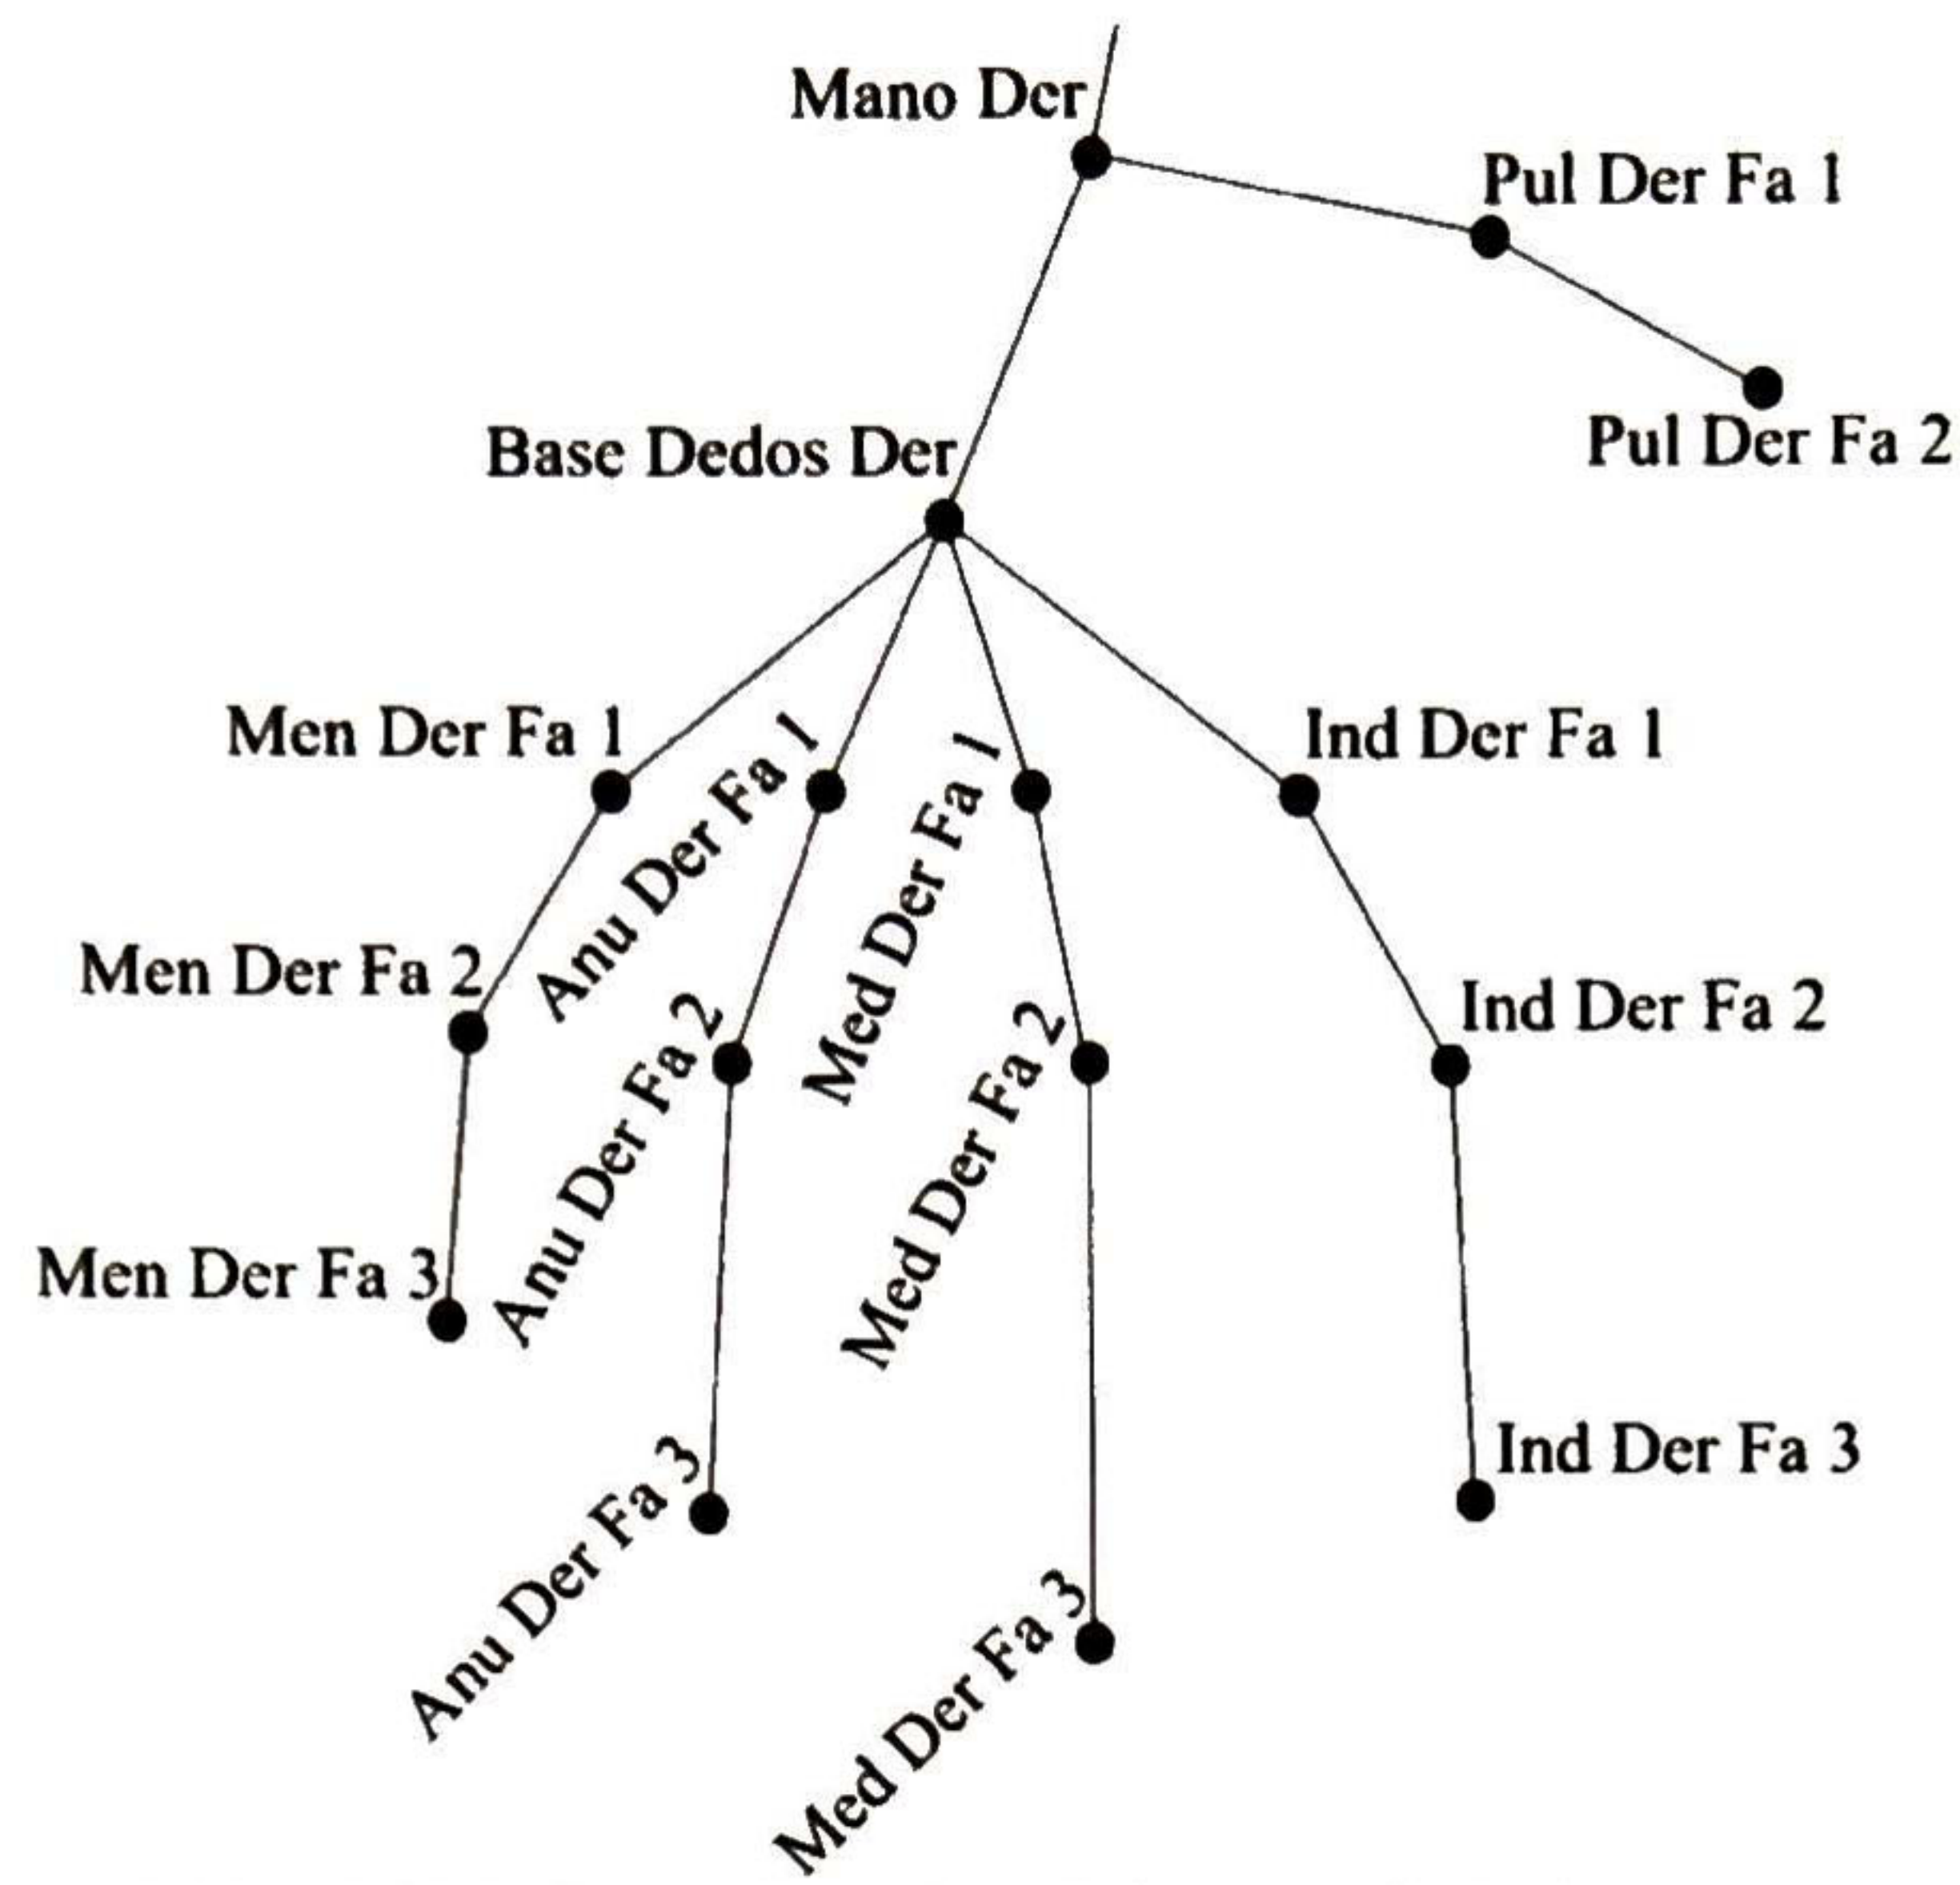 Mano Der
Pul Der Fa 1
Pul Der Fa 2
Base Dedos Der
Men Der Fa 1
Anu Der Fa 1
Med Der Fa 1
Ind Der Fa 1
Men Der Fa 2
Anu Der Fa 2
Med Der Fa 2
Ind Der Fa 2
Men Der Fa 3
Anu Der Fa 3
Med Der Fa 3
Ind Der Fa 3